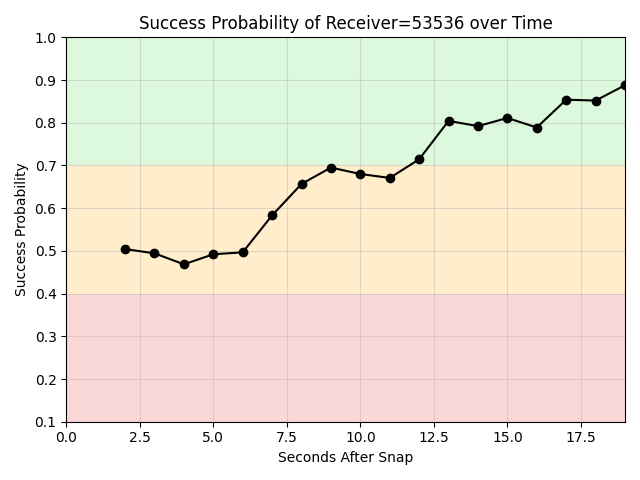 Success Probability of Receiver=53536 over Time
1.0
0.9
0.8
0.7
0.6
0.5
0.4
0.3
0.2
0.1
Success Probability
0.0 2.5 5.0 7.5 10.0 12.5 15.0 17.5
Seconds After Snap